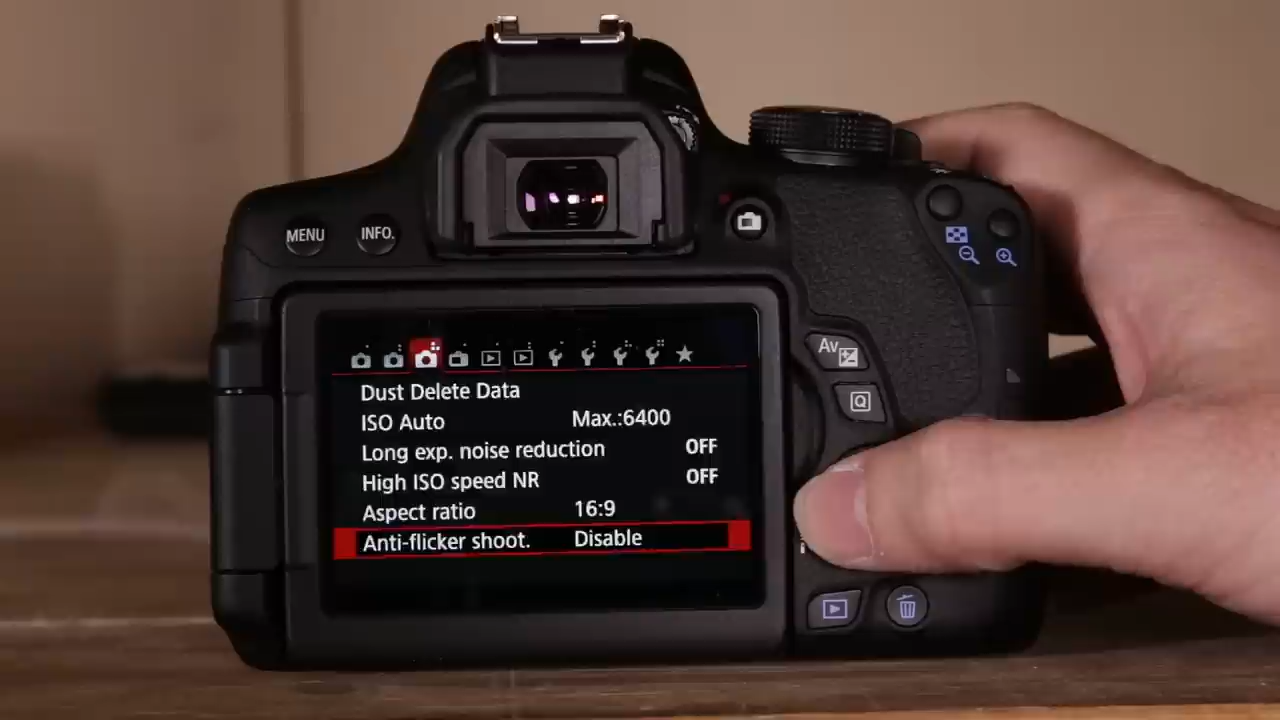 MENU
INFO.
Av
Q
Dust Delete Data
ISO Auto Max.:6400
Long exp. noise reduction OFF
High ISO speed NR OFF
Aspect ratio 16:9
Anti-flicker shoot. Disable